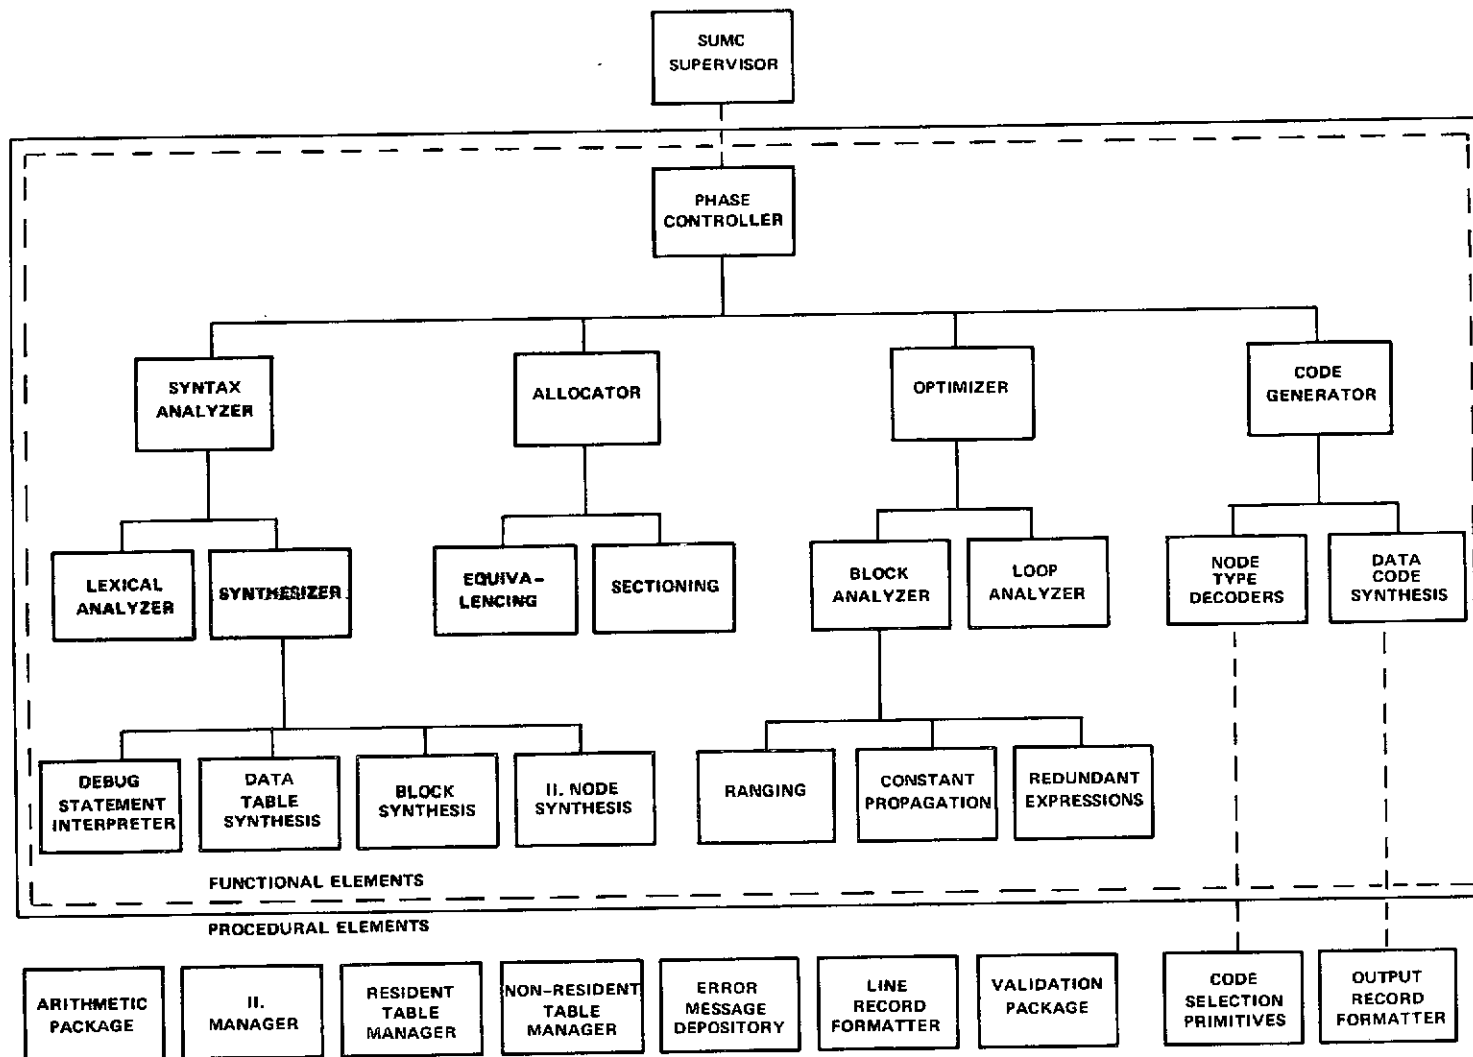 SUMC
SUPERVISOR
PHASE
CONTROLLER
SYNTAX
ANALYZER
ALLOCATOR
OPTIMIZER
CODE
GENERATOR
LEXICAL
ANALYZER
SYNTHESIZER
EQUIVA-
LENCING
SECTIONING
BLOCK
ANALYZER
LOOP
ANALYZER
NODE
TYPE
DECODERS
DATA
CODE
SYNTHESIS
DEBUG
STATEMENT
INTERPRETER
DATA
TABLE
SYNTHESIS
BLOCK
SYNTHESIS
II. NODE
SYNTHESIS
RANGING
CONSTANT
PROPAGATION
REDUNDANT
EXPRESSIONS
FUNCTIONAL ELEMENTS
PROCEDURAL ELEMENTS
ARITHMETIC
PACKAGE
II.
MANAGER
RESIDENT
TABLE
MANAGER
NON-RESIDENT
TABLE
MANAGER
ERROR
MESSAGE
DEPOSITORY
LINE
RECORD
FORMATTER
VALIDATION
PACKAGE
CODE
SELECTION
PRIMITIVES
OUTPUT
RECORD
FORMATTER